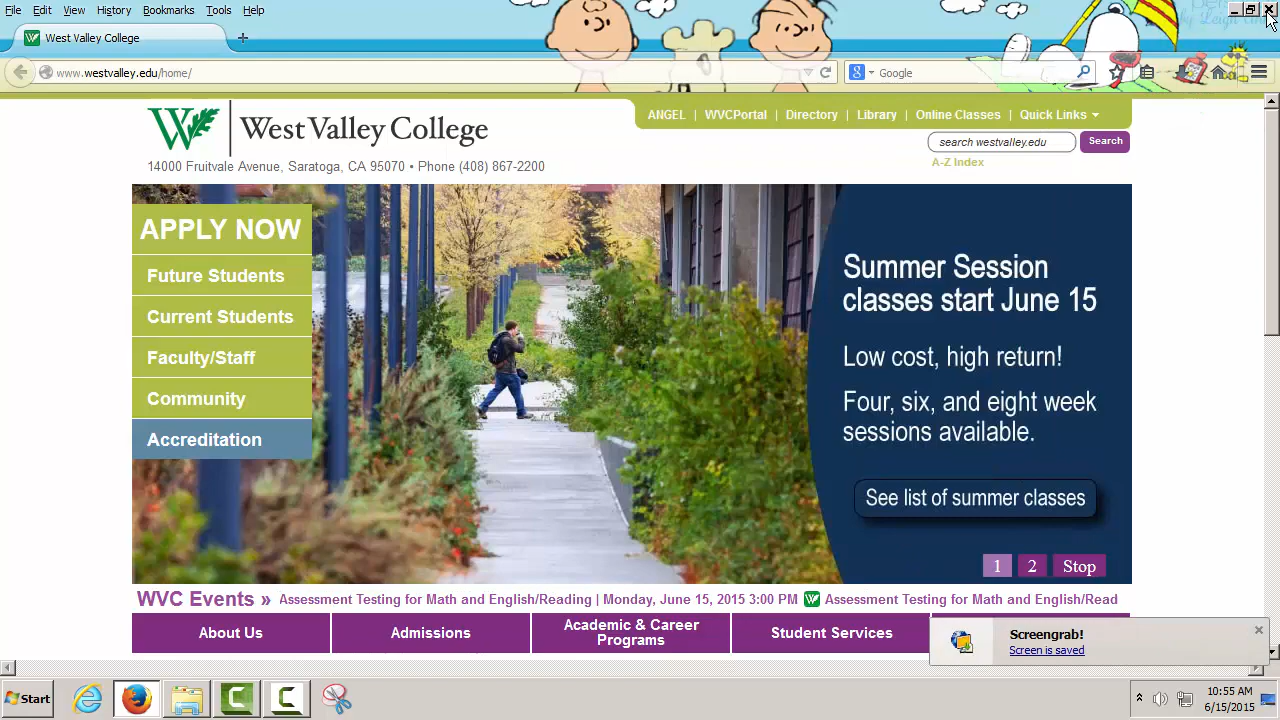 File Edit View History Bookmarks Tools Help
West Valley College
www.westvalley.edu/home/
Google
ANGEL | WVCPortal | Directory | Library | Online Classes | Quick Links
W West Valley College
search westvalley.edu Search
14000 Fruitvale Avenue, Saratoga, CA 95070 • Phone (408) 867-2200
A-Z Index
APPLY NOW
Future Students
Current Students
Faculty/Staff
Community
Accreditation
Summer Session
classes start June 15
Low cost, high return!
Four, six, and eight week
sessions available.
See list of summer classes
1 2 Stop
WVC Events » Assessment Testing for Math and English/Reading | Monday, June 15, 2015 3:00 PM Assessment Testing for Math and English/Read
About Us
Admissions
Academic & Career
Programs
Student Services
Screengrab!
Screen is saved
Start
10:55 AM
6/15/2015